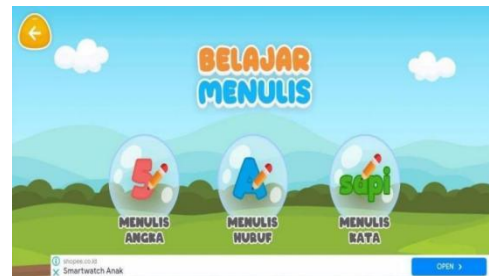 BELAJAR
MENULIS
5
A
sapi
MENULIS
ANGKA
MENULIS
HURUF
MENULIS
KATA
shopee.co.id
Smartwatch Anak
OPEN >